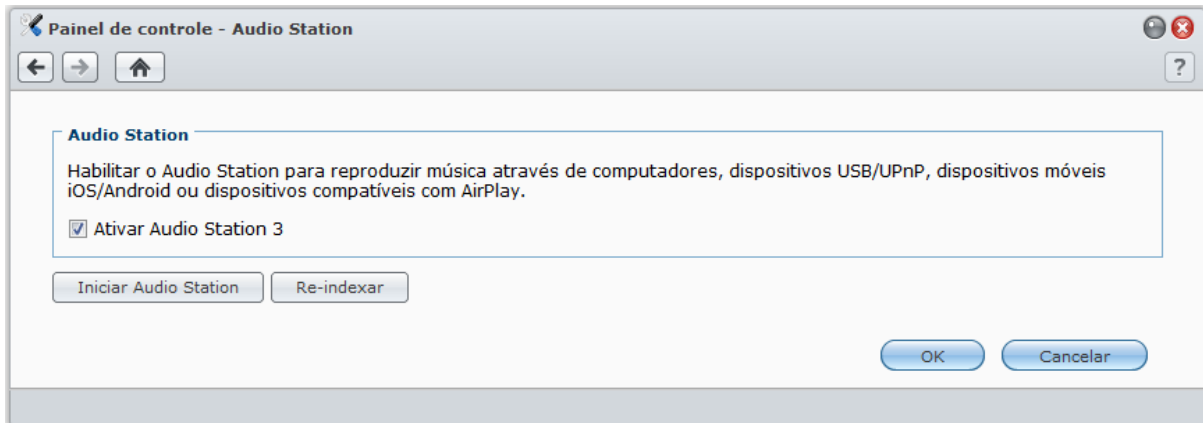 Painel de controle - Audio Station
?
Audio Station
Habilitar o Audio Station para reproduzir música através de computadores, dispositivos USB/UPnP, dispositivos móveis
iOS/Android ou dispositivos compatíveis com AirPlay.
Ativar Audio Station 3
Iniciar Audio Station Re-indexar
OK Cancelar